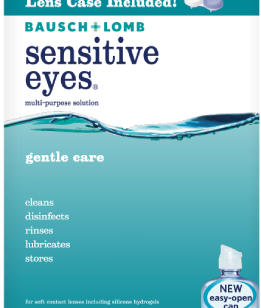 Lens Case Included!
BAUSCH+LOMB
sensitive
eyes®
multi-purpose solution
gentle care
cleans
disinfects
rinses
lubricates
stores
for soft contact lenses including silicone hydrogels
NEW
easy-open
cap